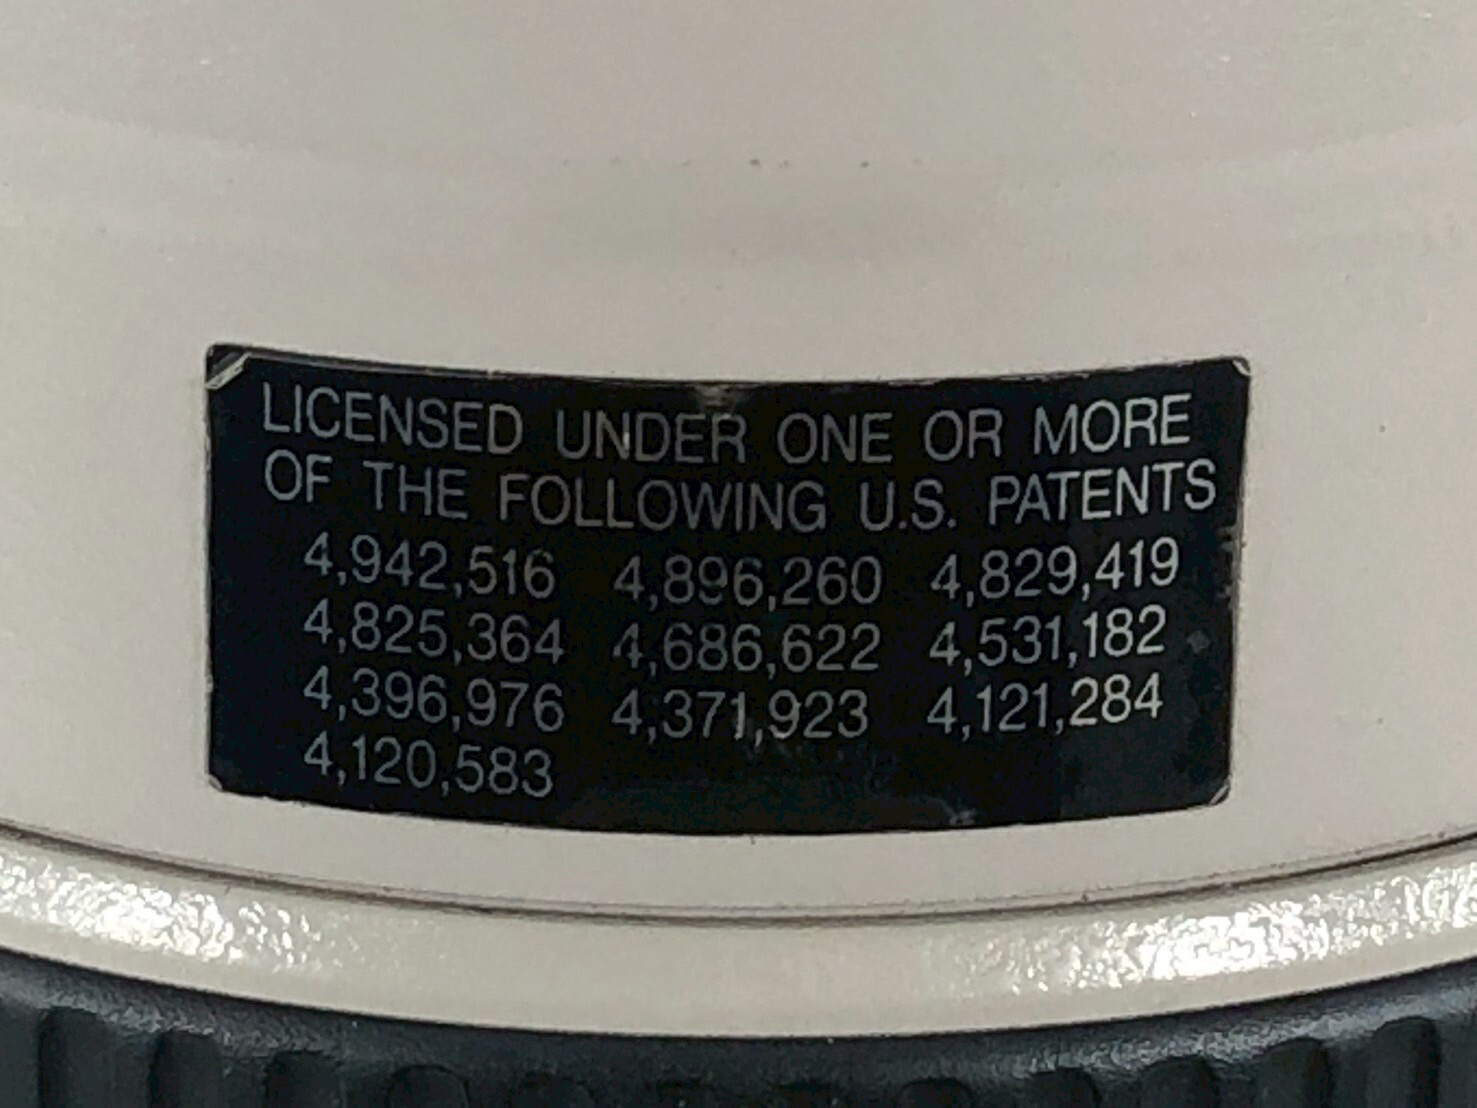 LICENSED UNDER ONE OR MORE
OF THE FOLLOWING U.S. PATENTS
4,942,516 4,896,260 4,829,419
4,825,364 4,686,622 4,531,182
4,396,976 4,371,923 4,121,284
4,120,583